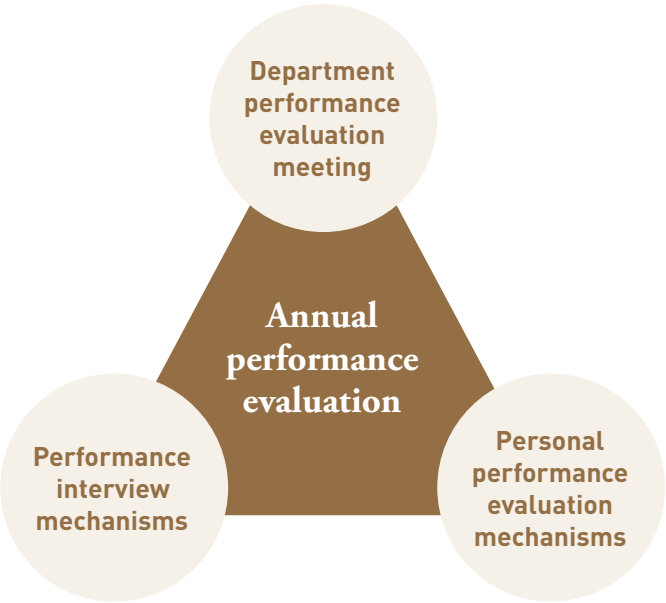 Department
performance
evaluation
meeting
Annual
performance
evaluation
Performance
interview
mechanisms
Personal
performance
evaluation
mechanisms